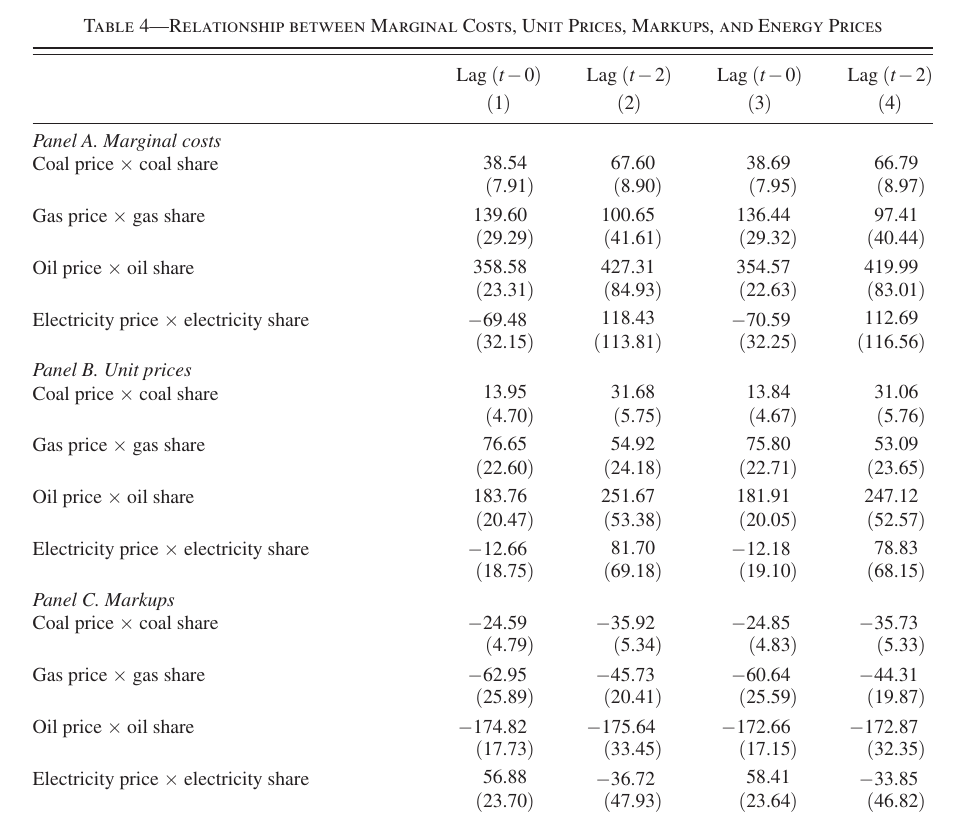 TABLE 4—RELATIONSHIP BETWEEN MARGINAL COSTS, UNIT PRICES, MARKUPS, AND ENERGY PRICES
Lag (t−0) Lag (t−2) Lag (t−0) Lag (t−2)
(1) (2) (3) (4)
Panel A. Marginal costs
Coal price × coal share 38.54 67.60 38.69 66.79
(7.91) (8.90) (7.95) (8.97)
Gas price × gas share 139.60 100.65 136.44 97.41
(29.29) (41.61) (29.32) (40.44)
Oil price × oil share 358.58 427.31 354.57 419.99
(23.31) (84.93) (22.63) (83.01)
Electricity price × electricity share −69.48 118.43 −70.59 112.69
(32.15) (113.81) (32.25) (116.56)
Panel B. Unit prices
Coal price × coal share 13.95 31.68 13.84 31.06
(4.70) (5.75) (4.67) (5.76)
Gas price × gas share 76.65 54.92 75.80 53.09
(22.60) (24.18) (22.71) (23.65)
Oil price × oil share 183.76 251.67 181.91 247.12
(20.47) (53.38) (20.05) (52.57)
Electricity price × electricity share −12.66 81.70 −12.18 78.83
(18.75) (69.18) (19.10) (68.15)
Panel C. Markups
Coal price × coal share −24.59 −35.92 −24.85 −35.73
(4.79) (5.34) (4.83) (5.33)
Gas price × gas share −62.95 −45.73 −60.64 −44.31
(25.89) (20.41) (25.59) (19.87)
Oil price × oil share −174.82 −175.64 −172.66 −172.87
(17.73) (33.45) (17.15) (32.35)
Electricity price × electricity share 56.88 −36.72 58.41 −33.85
(23.70) (47.93) (23.64) (46.82)